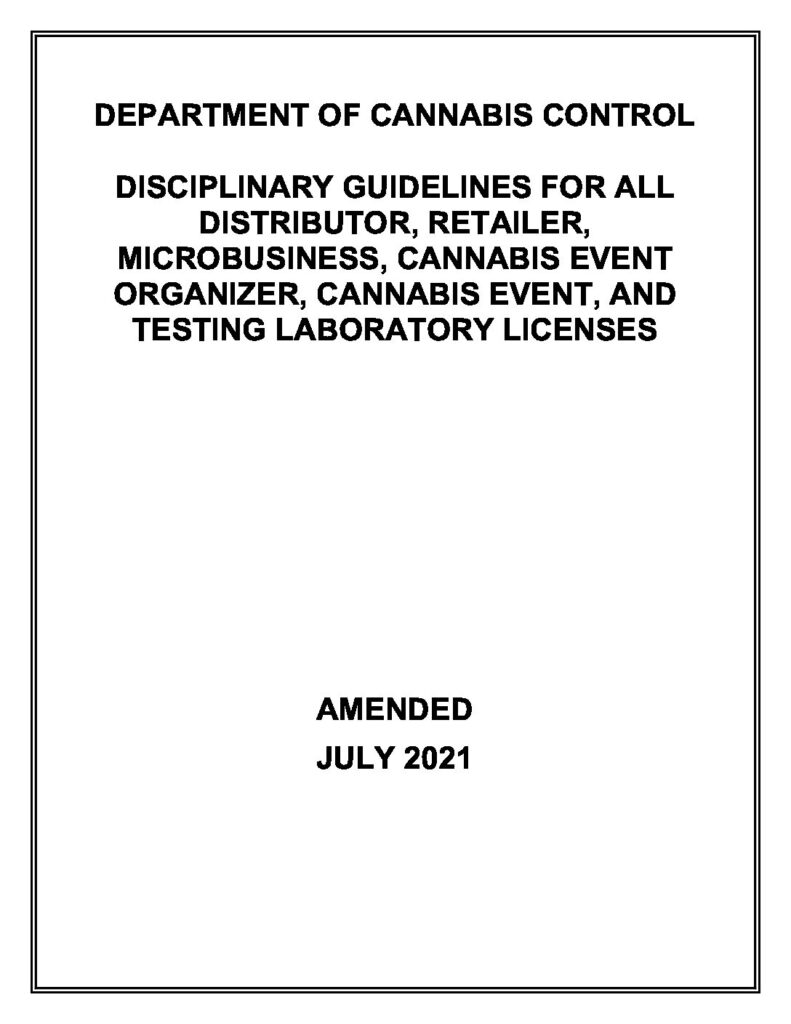 DEPARTMENT OF CANNABIS CONTROL
DISCIPLINARY GUIDELINES FOR ALL
DISTRIBUTOR, RETAILER,
MICROBUSINESS, CANNABIS EVENT
ORGANIZER, CANNABIS EVENT, AND
TESTING LABORATORY LICENSES
AMENDED
JULY 2021